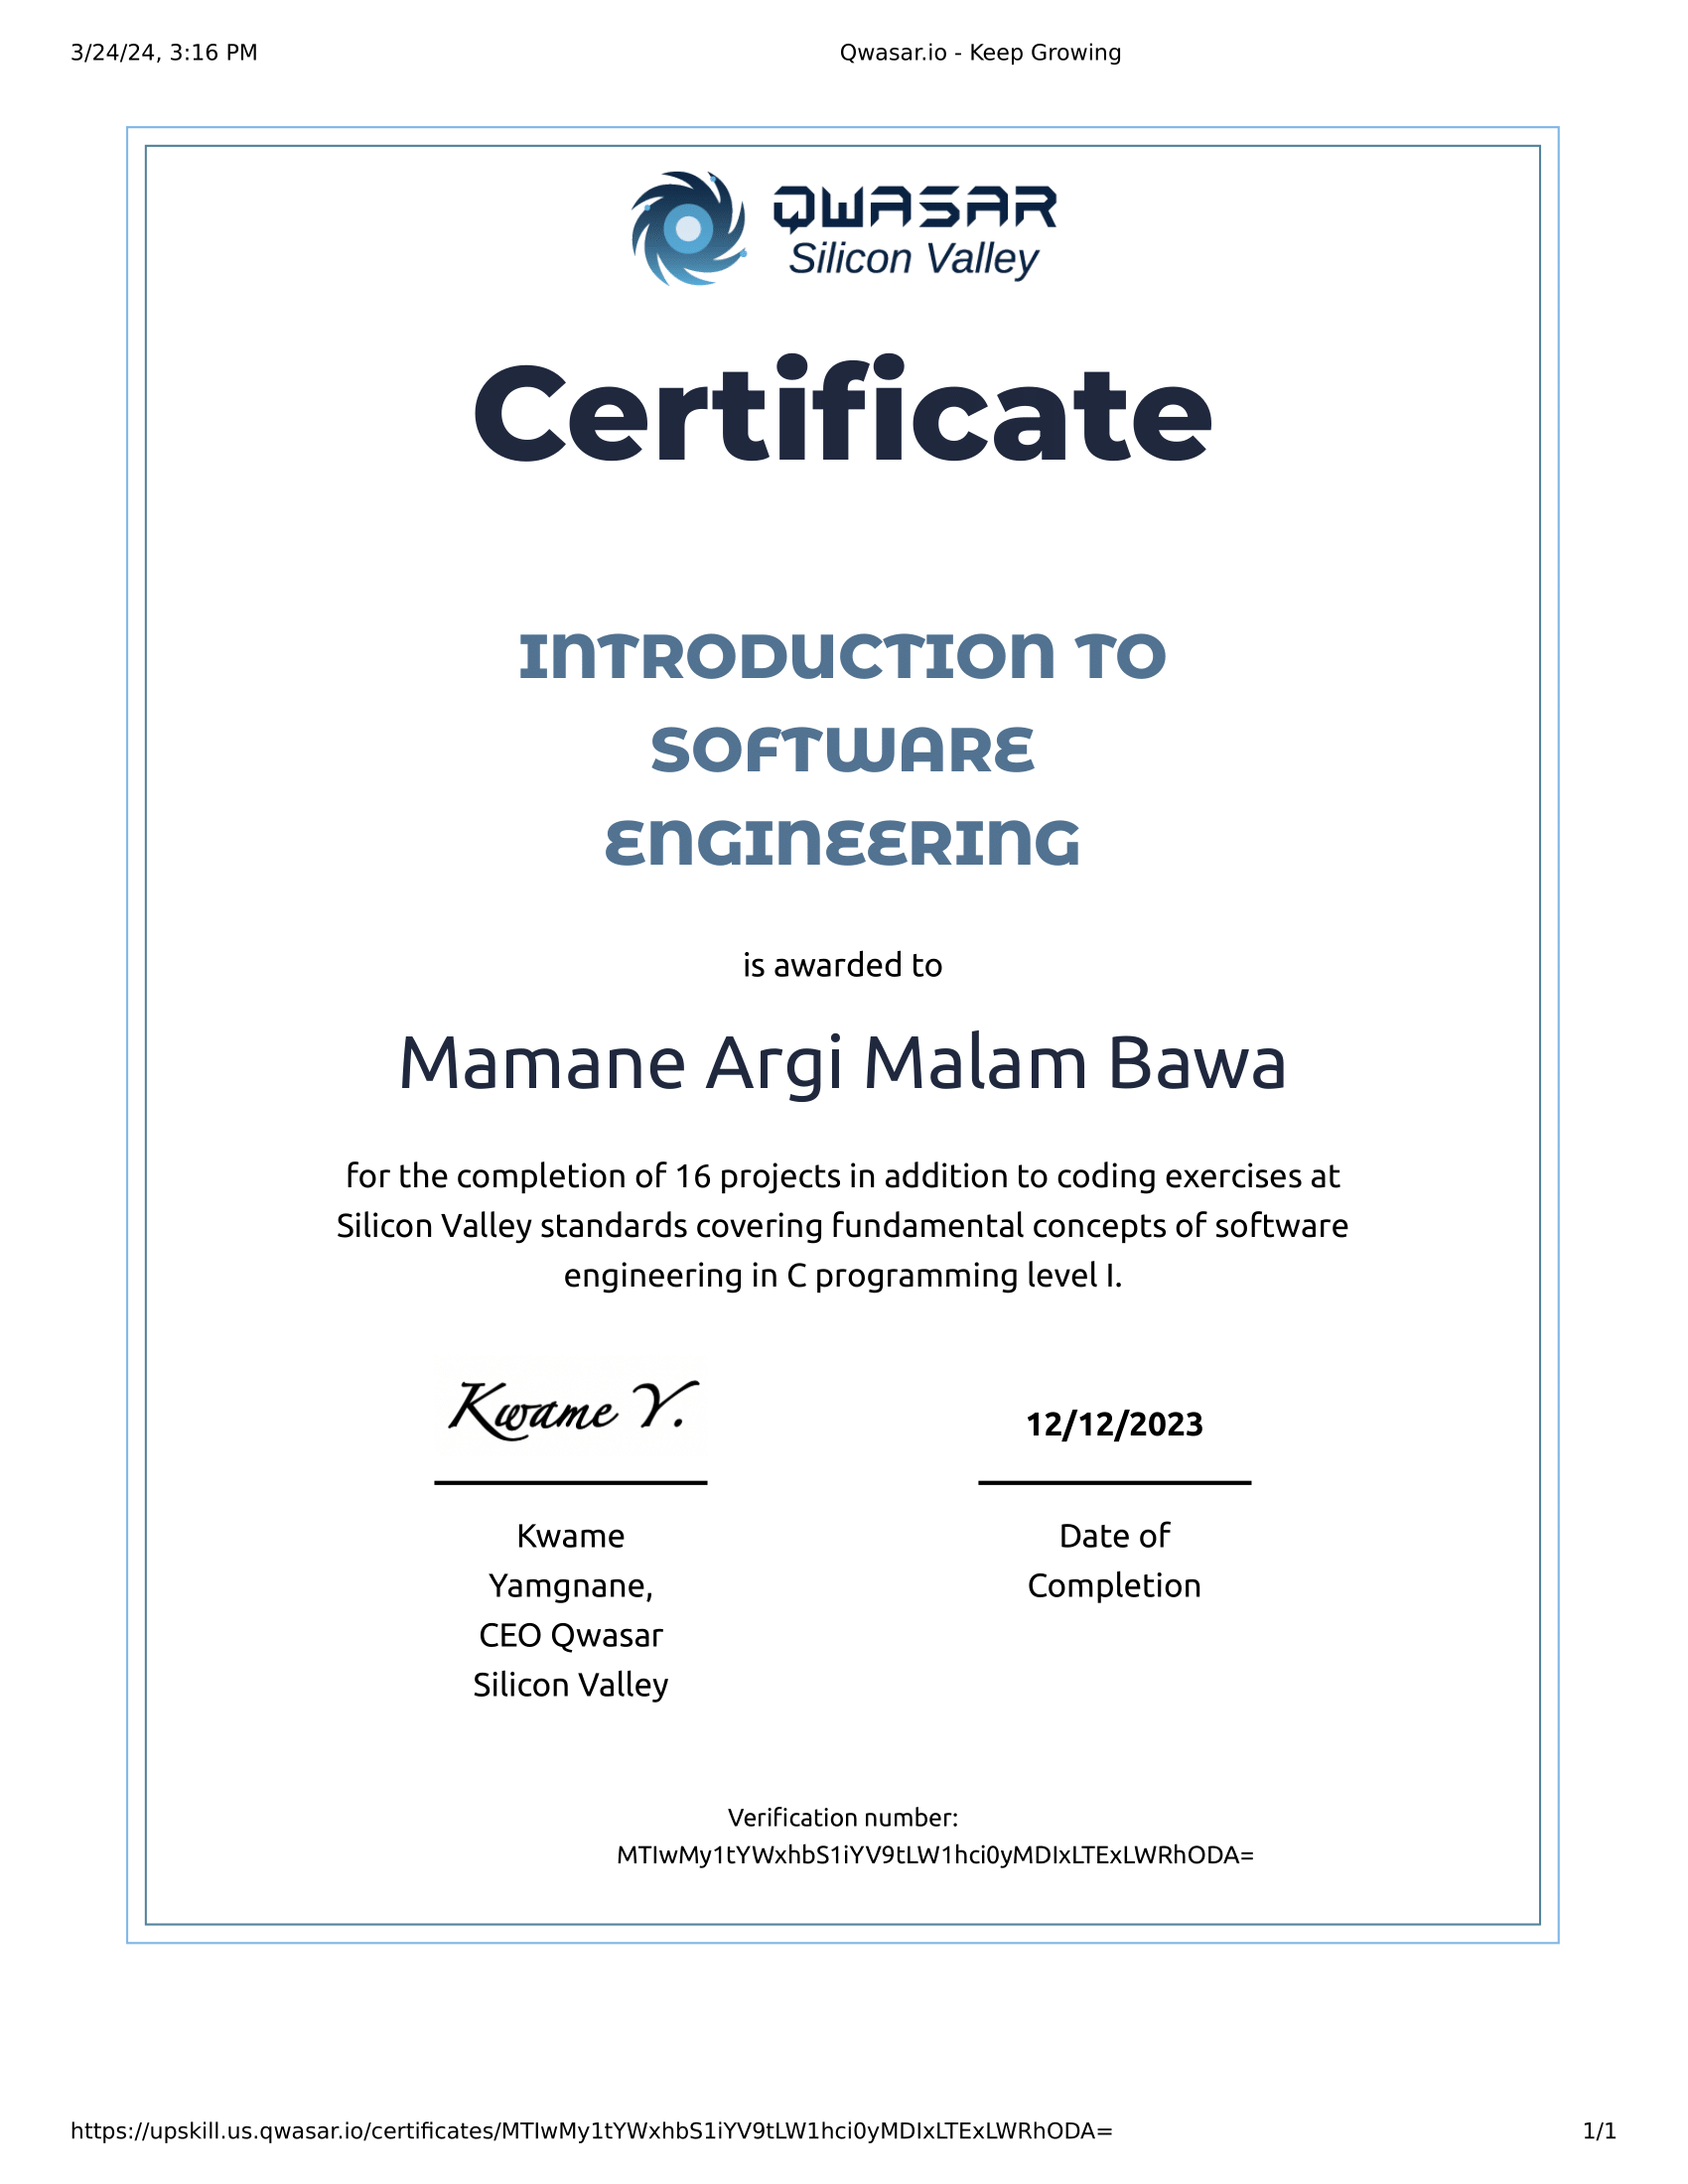 3/24/24, 3:16 PM
Qwasar.io - Keep Growing
QWASAR
Silicon Valley
Certificate
INTRODUCTION TO
SOFTWARE
ENGINEERING
is awarded to
Mamane Argi Malam Bawa
for the completion of 16 projects in addition to coding exercises at
Silicon Valley standards covering fundamental concepts of software
engineering in C programming level I.
Kwame Y.
12/12/2023
Kwame
Yamgnane,
CEO Qwasar
Silicon Valley
Date of
Completion
Verification number:
MTIwMy1tYWxhbS1iYV9tLW1hci0yMDIxLTExLWRhODA=
https://upskill.us.qwasar.io/certificates/MTIwMy1tYWxhbS1iYV9tLW1hci0yMDIxLTExLWRhODA=
1/1